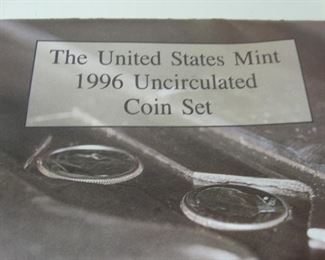 The United States Mint
1996 Uncirculated
Coin Set